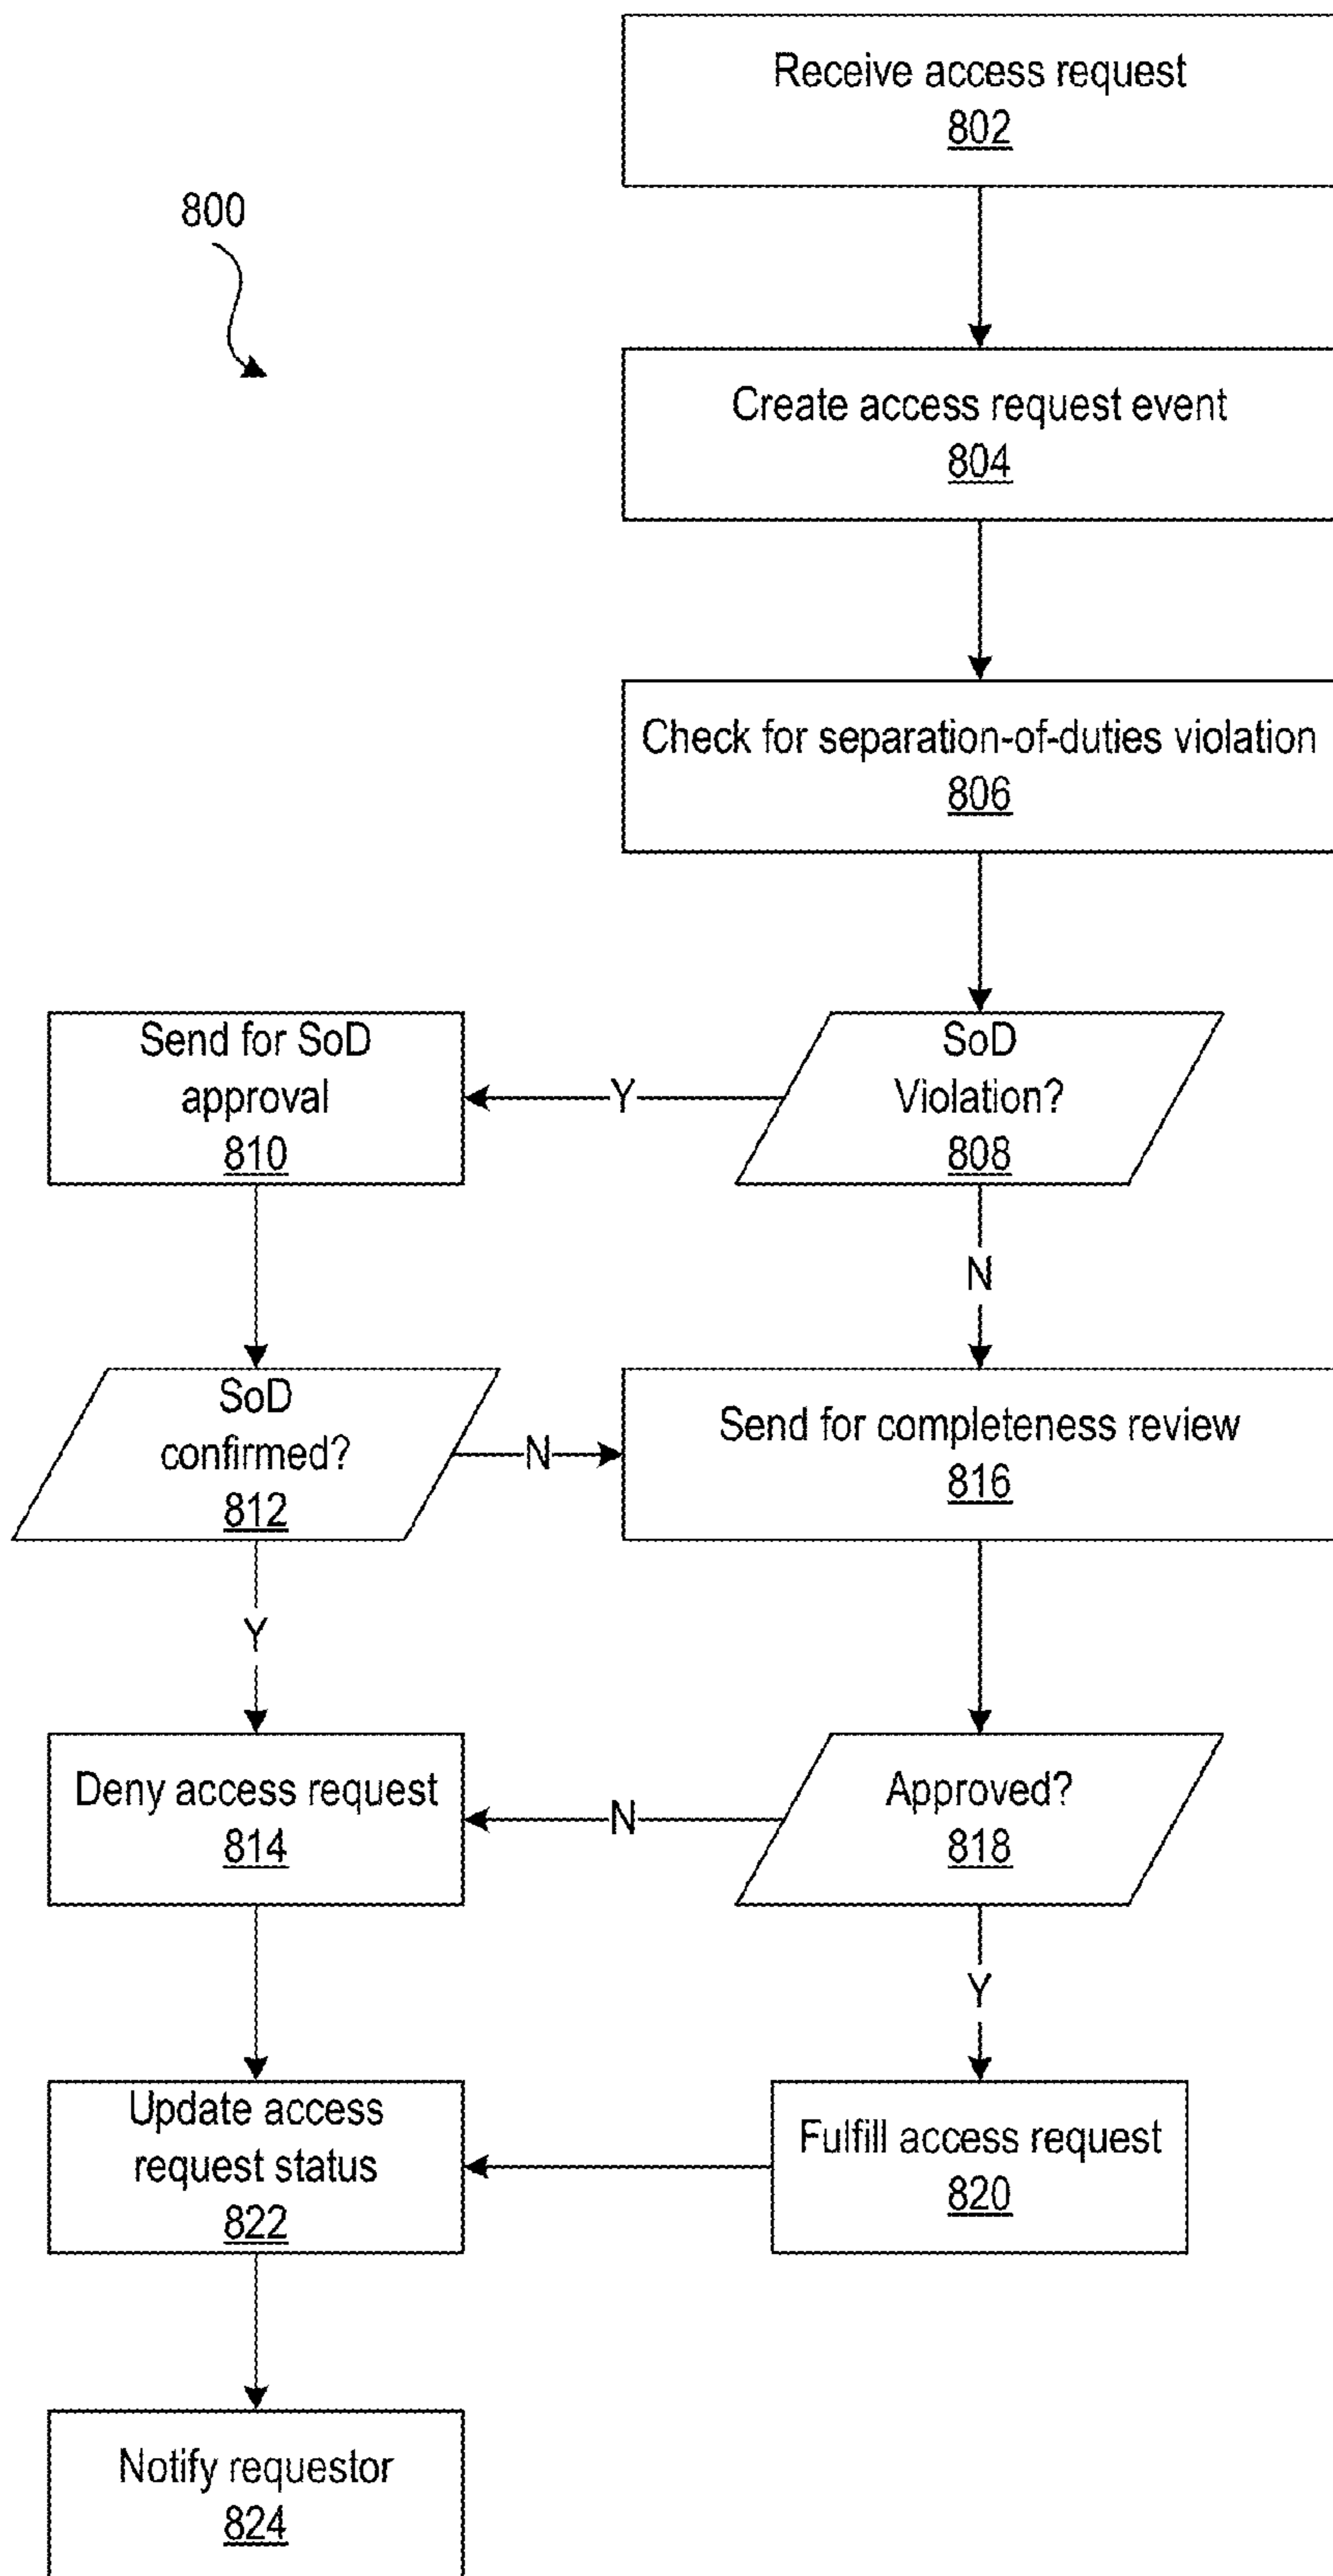 Receive access request
802
800
Create access request event
804
Check for separation-of-duties violation
806
Send for SoD
approval
810
Y
SoD
Violation?
808
N
SoD
confirmed?
812
N
Send for completeness review
816
Y
Deny access request
814
N
Approved?
818
Y
Update access
request status
822
Fulfill access request
820
Notify requestor
824